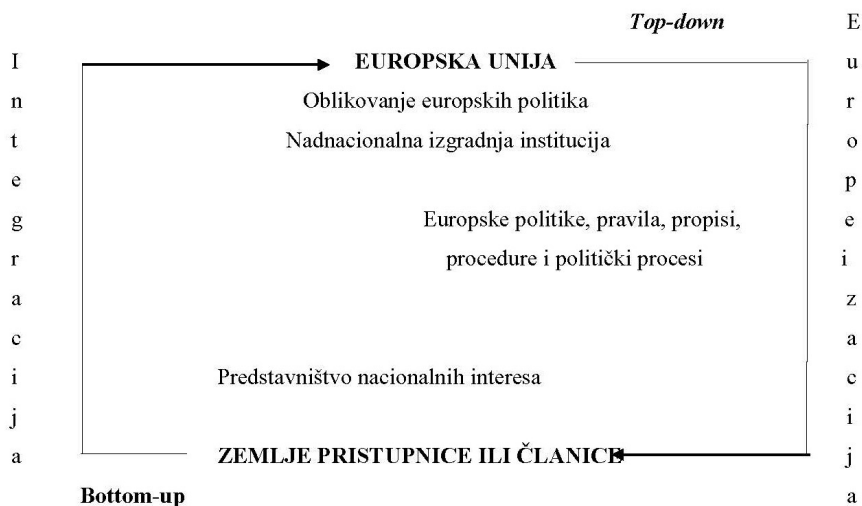 Top-down
EUROPSKA UNIJA
Oblikovanje europskih politika
Nadnacionalna izgradnja institucija
Europske politike, pravila, propisi,
procedure i politički procesi
Predstavništvo nacionalnih interesa
ZEMLJE PRISTUPNICE ILI ČLANICE
Bottom-up
Integracija
Europeizacija